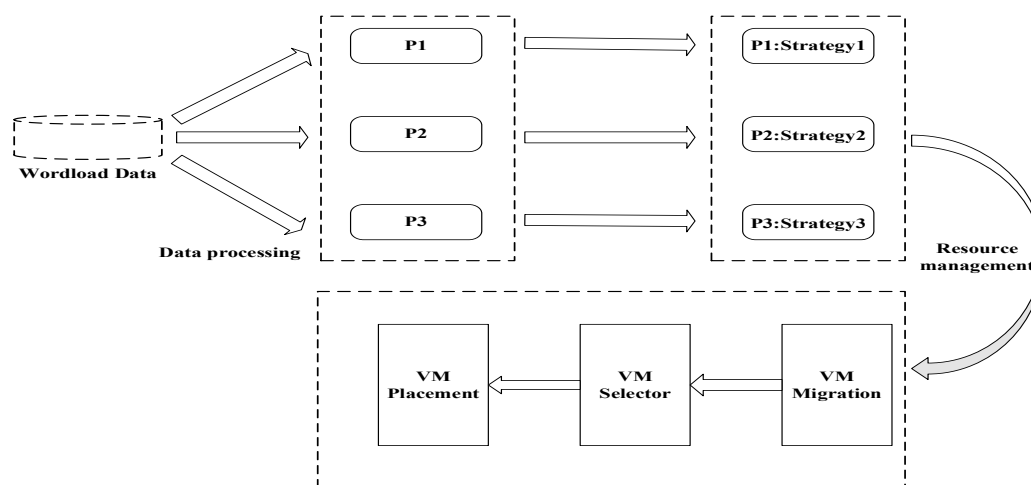 P1
P1:Strategy1
P2
P2:Strategy2
Wordload Data
P3
P3:Strategy3
Data processing
Resource
management
VM
Placement
VM
Selector
VM
Migration